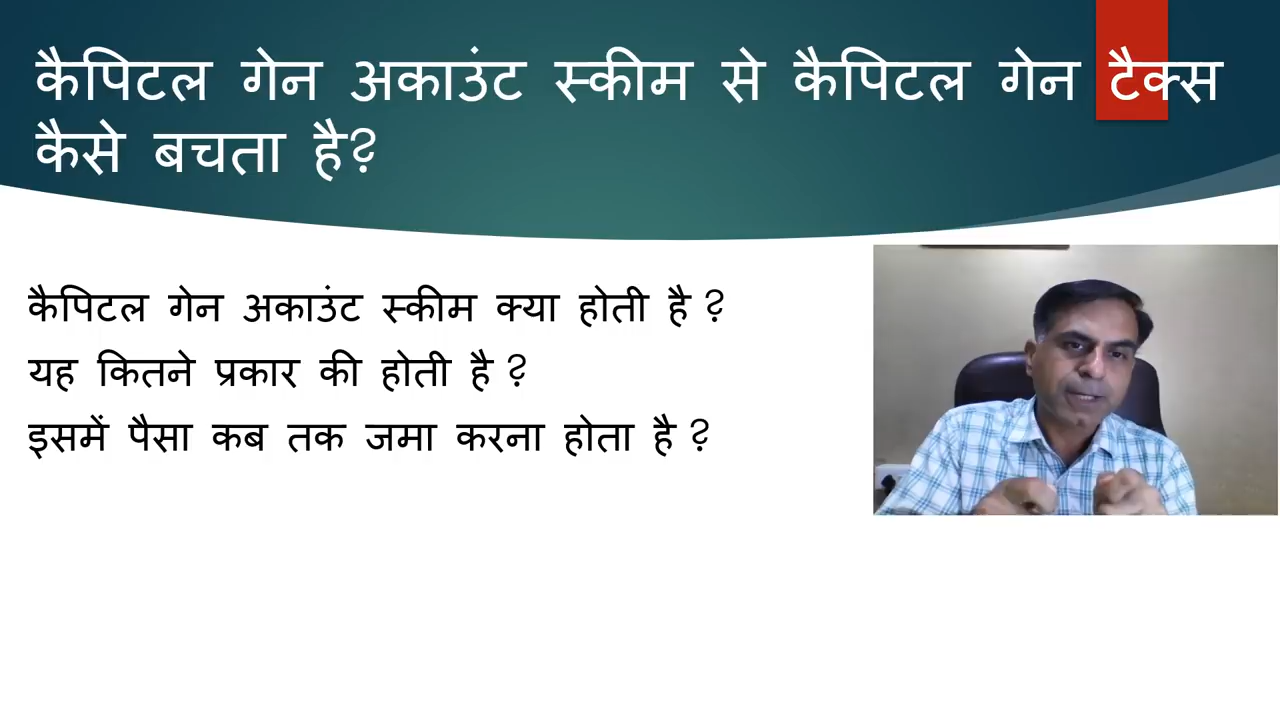 कैपिटल गेन अकाउंट स्कीम से कैपिटल गेन टैक्स
कैसे बचता है?
कैपिटल गेन अकाउंट स्कीम क्या होती है ?
यह कितने प्रकार की होती है ?
इसमें पैसा कब तक जमा करना होता है ?